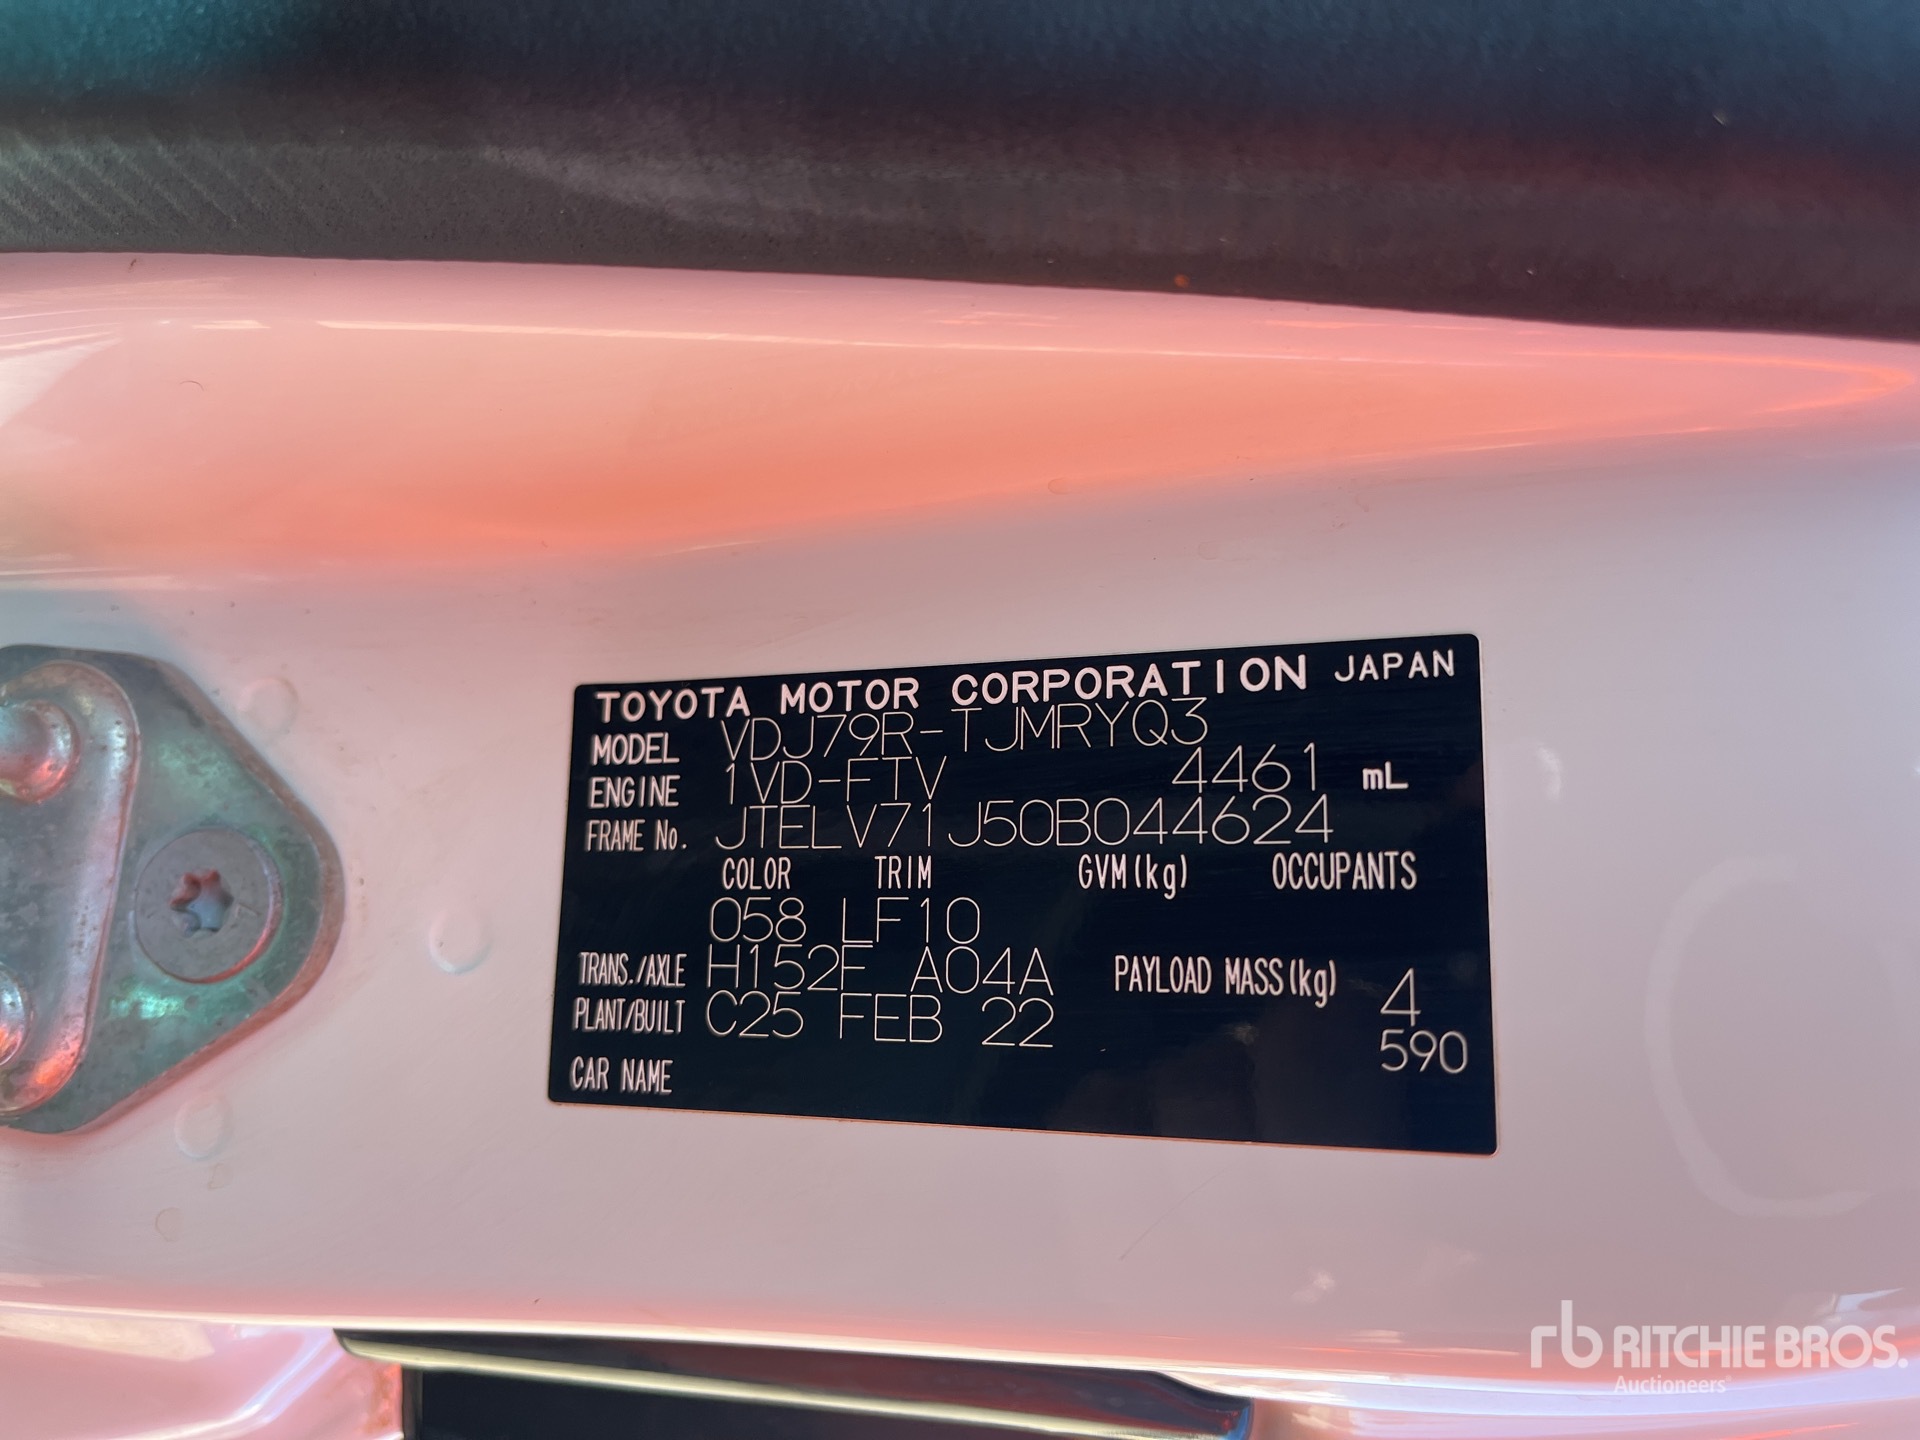 TOYOTA MOTOR CORPORATION JAPAN
MODEL VDJ79R-TJMRYQ3
ENGINE 1VD-FTV 4461 mL
FRAME No. JTELV71J50B044624
COLOR TRIM GVM(kg) OCCUPANTS
058 LF10
TRANS./AXLE H152F A04A PAYLOAD MASS(kg) 4
PLANT/BUILT C25 FEB 22 590
CAR NAME
rb RITCHIE BROS.
Auctioneers